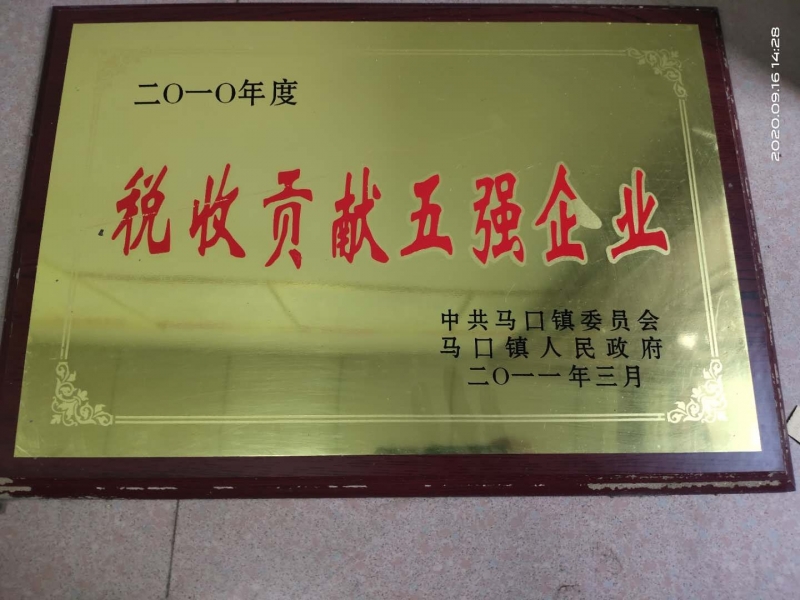 二〇一〇年度
税收贡献五强企业
中共马口镇委员会
马口镇人民政府
二〇一一年三月
2020.09.16 14:28